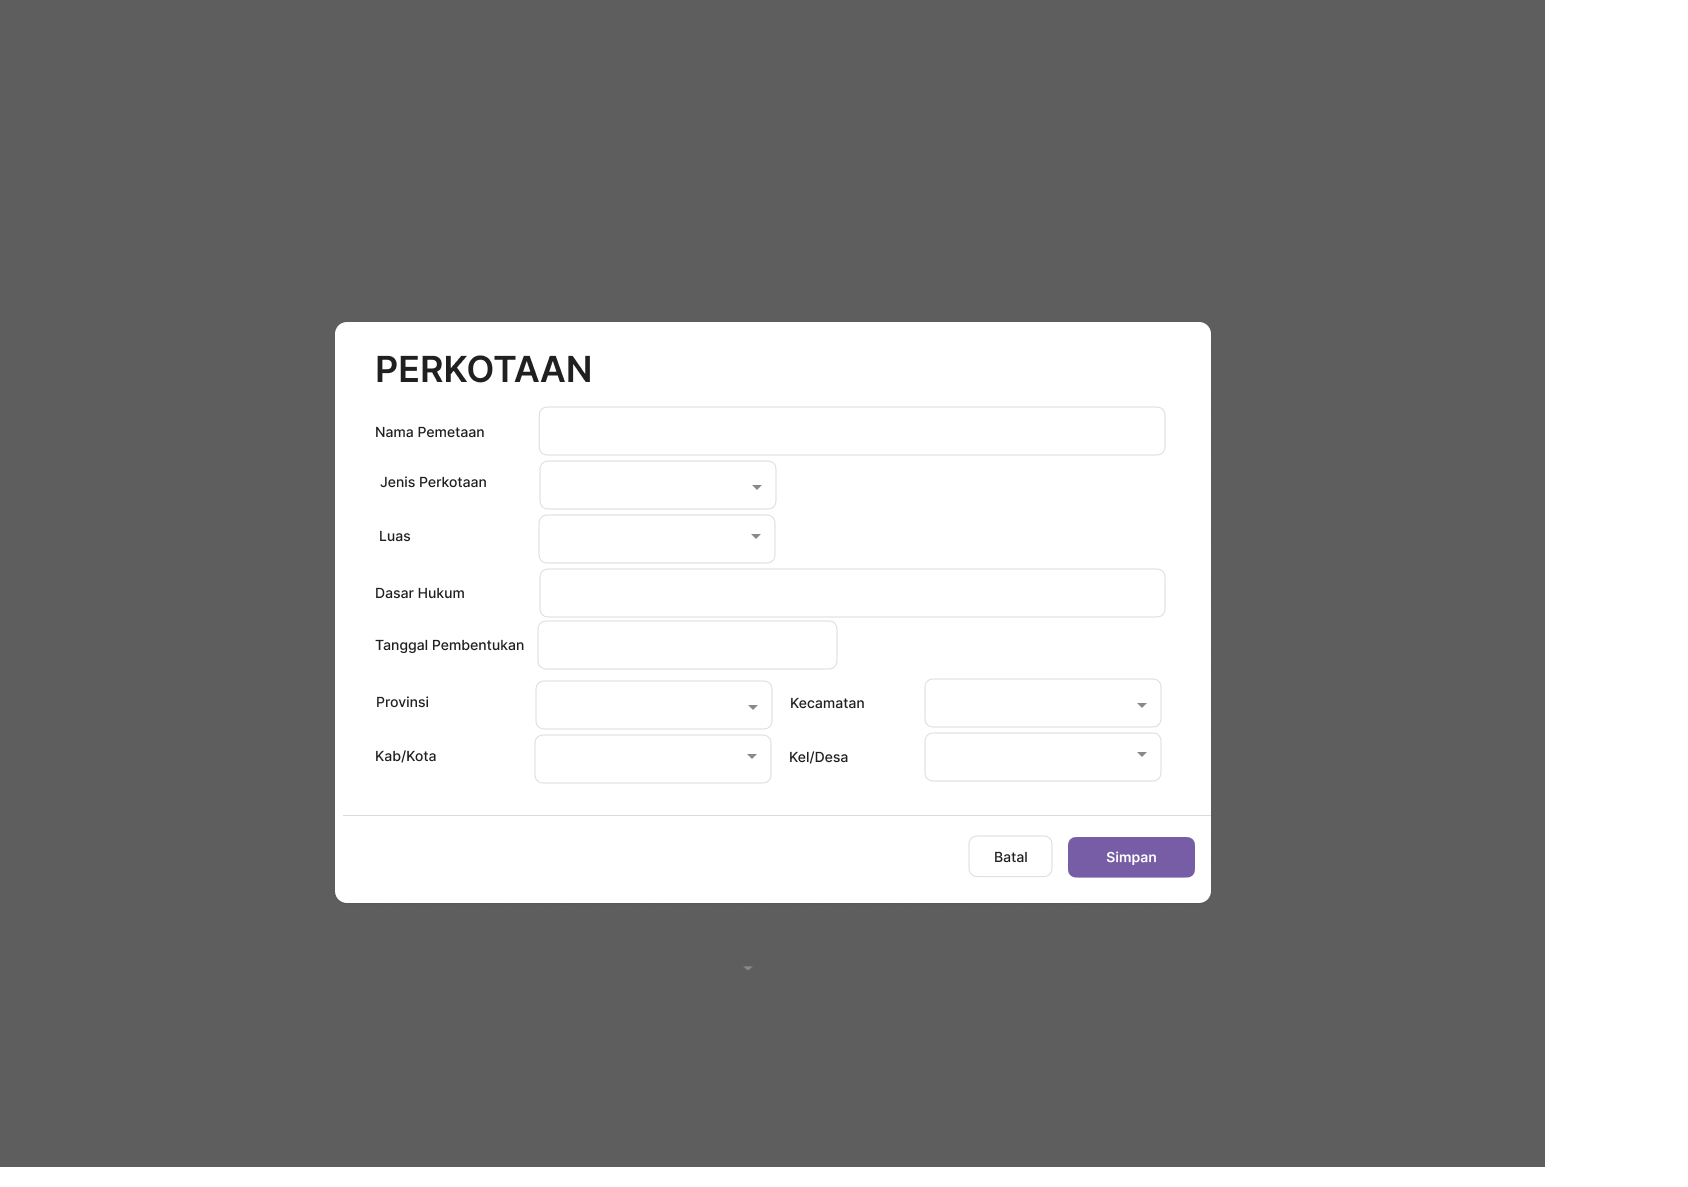 PERKOTAAN
Nama Pemetaan
Jenis Perkotaan
Luas
Dasar Hukum
Tanggal Pembentukan
Provinsi
Kecamatan
Kab/Kota
Kel/Desa
Batal
Simpan